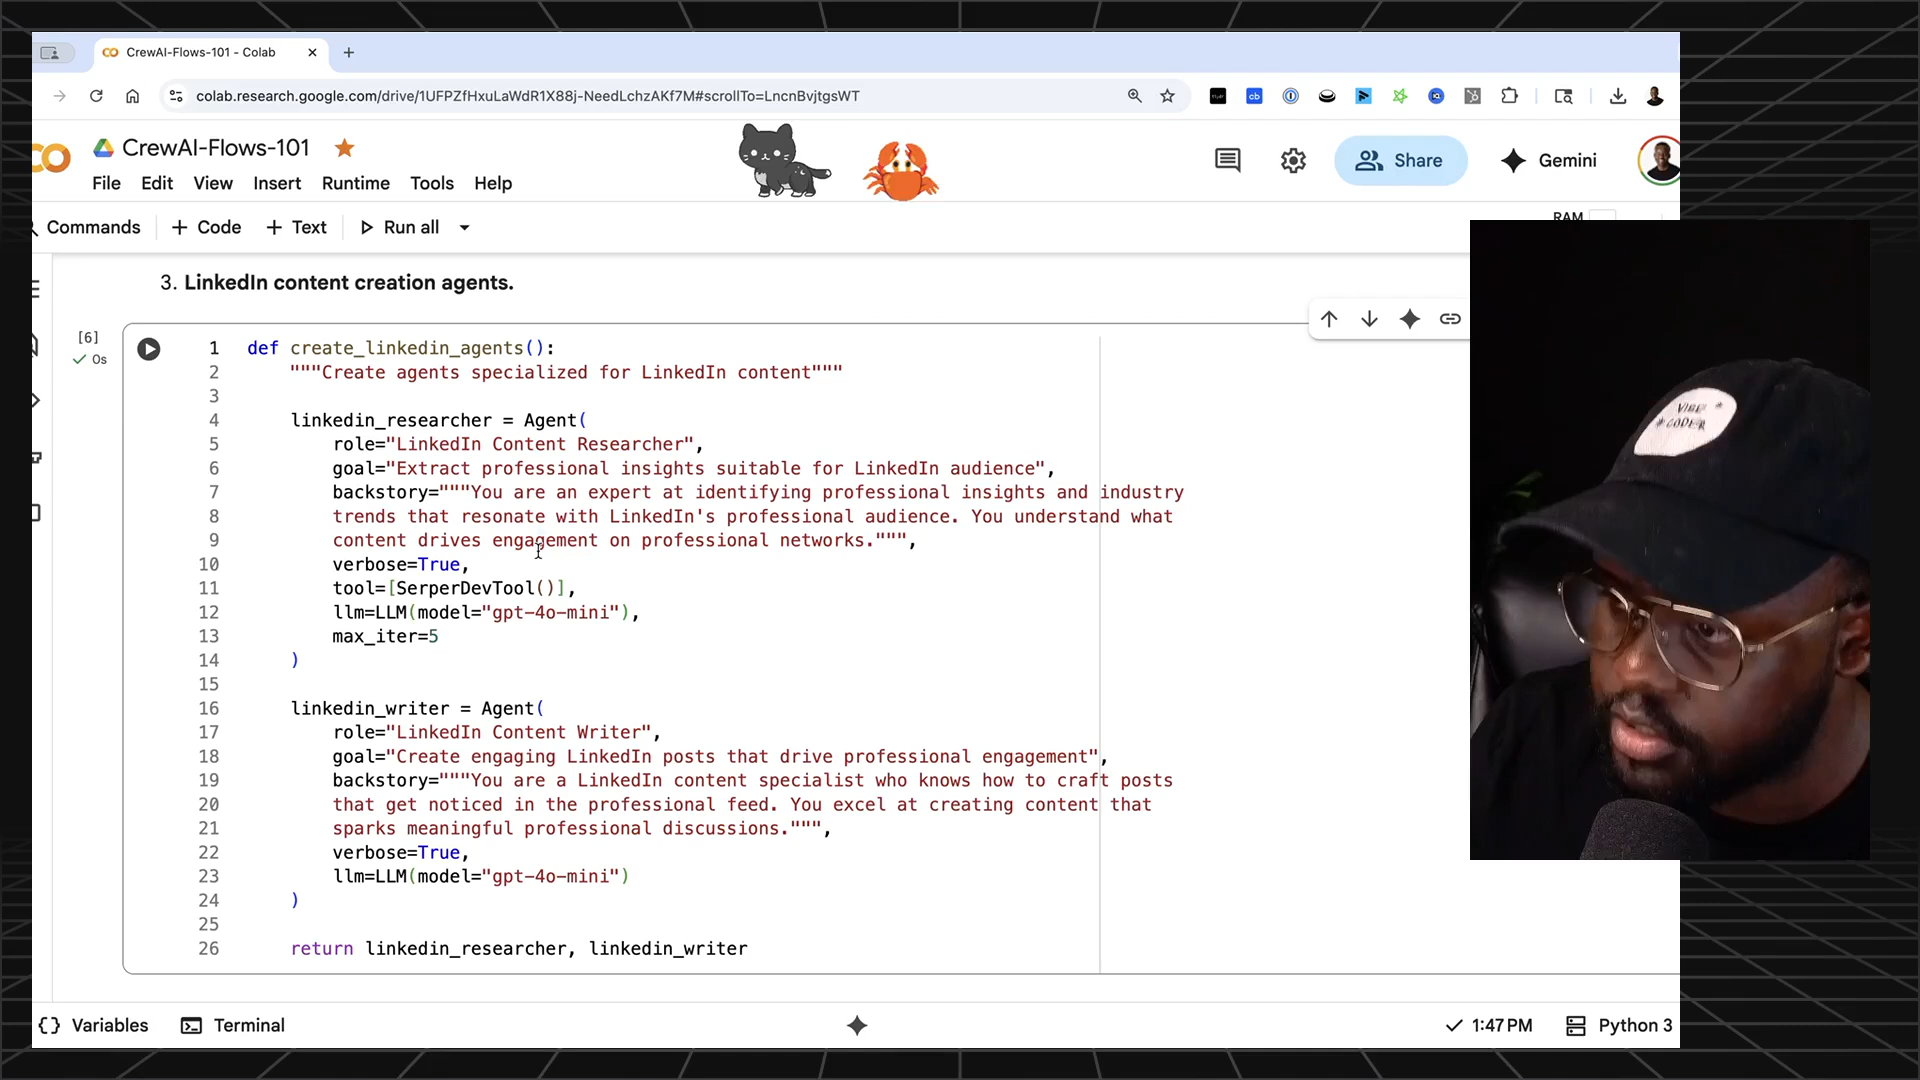 CrewAI-Flows-101 - Colab
colab.research.google.com/drive/1UFPZfHxuLaWdR1X88j-NeedLchzAKf7M#scrollTo=LncnBvjtgsWT
cb
CrewAI-Flows-101
Share
Gemini
File Edit View Insert Runtime Tools Help
Commands + Code + Text Run all
RAM
3. LinkedIn content creation agents.
[6]
0s
1 def create_linkedin_agents():
2 """Create agents specialized for LinkedIn content"""
3
4 linkedin_researcher = Agent(
5 role="LinkedIn Content Researcher",
6 goal="Extract professional insights suitable for LinkedIn audience",
7 backstory="""You are an expert at identifying professional insights and industry
8 trends that resonate with LinkedIn's professional audience. You understand what
9 content drives engagement on professional networks.""",
10 verbose=True,
11 tool=[SerperDevTool()],
12 llm=LLM(model="gpt-4o-mini"),
13 max_iter=5
14 )
15
16 linkedin_writer = Agent(
17 role="LinkedIn Content Writer",
18 goal="Create engaging LinkedIn posts that drive professional engagement",
19 backstory="""You are a LinkedIn content specialist who knows how to craft posts
20 that get noticed in the professional feed. You excel at creating content that
21 sparks meaningful professional discussions.""",
22 verbose=True,
23 llm=LLM(model="gpt-4o-mini")
24 )
25
26 return linkedin_researcher, linkedin_writer
VIBE
CODER
{} Variables Terminal
1:47 PM Python 3